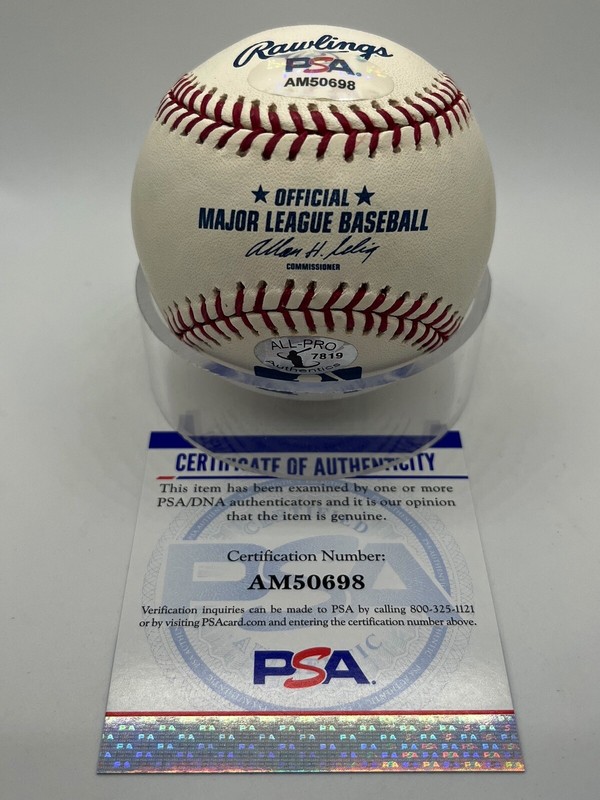 Rawlings
PSA.
AM50698
★ OFFICIAL ★
MAJOR LEAGUE BASEBALL
Allan H. Selig
COMMISSIONER
ALL-PRO
7819
Authentics
CERTIFICATE OF AUTHENTICITY
This item has been examined by one or more
PSA/DNA authenticators and it is our opinion
that the item is genuine.
Certification Number:
AM50698
Verification inquiries can be made to PSA by calling 800-325-1121
or by visiting PSAcard.com and entering the certification number above.
PSA.